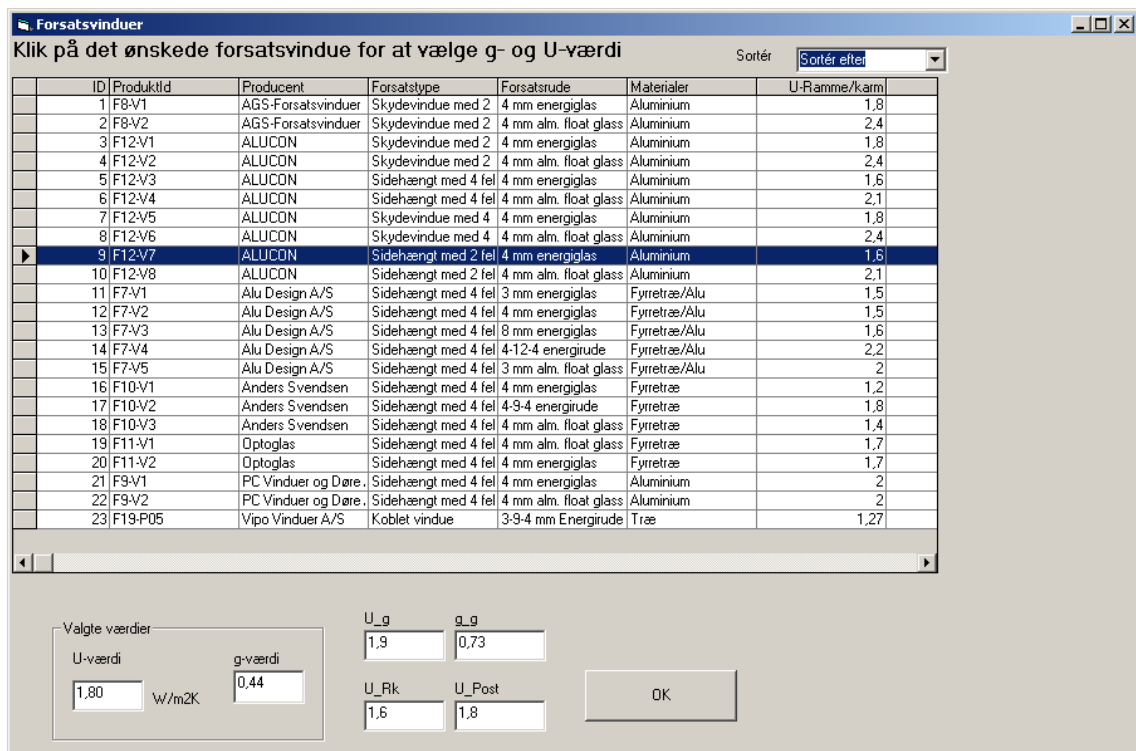 Forsatsvinduer
Klik på det ønskede forsatsvindue for at vælge g- og U-værdi
Sortér Sortér efter
ID ProduktId Producent Forsatstype Forsatsrude Materialer U-Ramme/karm
1 F8-V1 AGS-Forsatsvinduer Skydevindue med 2 4 mm energiglas Aluminium 1,8
2 F8-V2 AGS-Forsatsvinduer Skydevindue med 2 4 mm alm. float glass Aluminium 2,4
3 F12-V1 ALUCON Skydevindue med 2 4 mm energiglas Aluminium 1,8
4 F12-V2 ALUCON Skydevindue med 2 4 mm alm. float glass Aluminium 2,4
5 F12-V3 ALUCON Sidehængt med 4 fel 4 mm energiglas Aluminium 1,6
6 F12-V4 ALUCON Sidehængt med 4 fel 4 mm alm. float glass Aluminium 2,1
7 F12-V5 ALUCON Skydevindue med 4 4 mm energiglas Aluminium 1,8
8 F12-V6 ALUCON Skydevindue med 4 4 mm alm. float glass Aluminium 2,4
9 F12-V7 ALUCON Sidehængt med 2 fel 4 mm energiglas Aluminium 1,6
10 F12-V8 ALUCON Sidehængt med 2 fel 4 mm alm. float glass Aluminium 2,1
11 F7-V1 Alu Design A/S Sidehængt med 4 fel 3 mm energiglas Fyrretræ/Alu 1,5
12 F7-V2 Alu Design A/S Sidehængt med 4 fel 4 mm energiglas Fyrretræ/Alu 1,5
13 F7-V3 Alu Design A/S Sidehængt med 4 fel 8 mm energiglas Fyrretræ/Alu 1,6
14 F7-V4 Alu Design A/S Sidehængt med 4 fel 4-12-4 energirude Fyrretræ/Alu 2,2
15 F7-V5 Alu Design A/S Sidehængt med 4 fel 3 mm alm. float glass Fyrretræ/Alu 2
16 F10-V1 Anders Svendsen Sidehængt med 4 fel 4 mm energiglas Fyrretræ 1,2
17 F10-V2 Anders Svendsen Sidehængt med 4 fel 4-9-4 energirude Fyrretræ 1,8
18 F10-V3 Anders Svendsen Sidehængt med 4 fel 4 mm alm. float glass Fyrretræ 1,4
19 F11-V1 Optoglas Sidehængt med 4 fel 4 mm energiglas Fyrretræ 1,7
20 F11-V2 Optoglas Sidehængt med 4 fel 4 mm energiglas Fyrretræ 1,7
21 F9-V1 PC Vinduer og Døre. Sidehængt med 4 fel 4 mm energiglas Aluminium 2
22 F9-V2 PC Vinduer og Døre. Sidehængt med 4 fel 4 mm alm. float glass Aluminium 2
23 F19-P05 Vipo Vinduer A/S Koblet vindue 3-9-4 mm Energirude Træ 1,27
Valgte værdier
U-værdi g-værdi
1,80 W/m2K 0,44
U_g g_g
1,9 0,73
U_Rk U_Post
1,6 1,8
OK